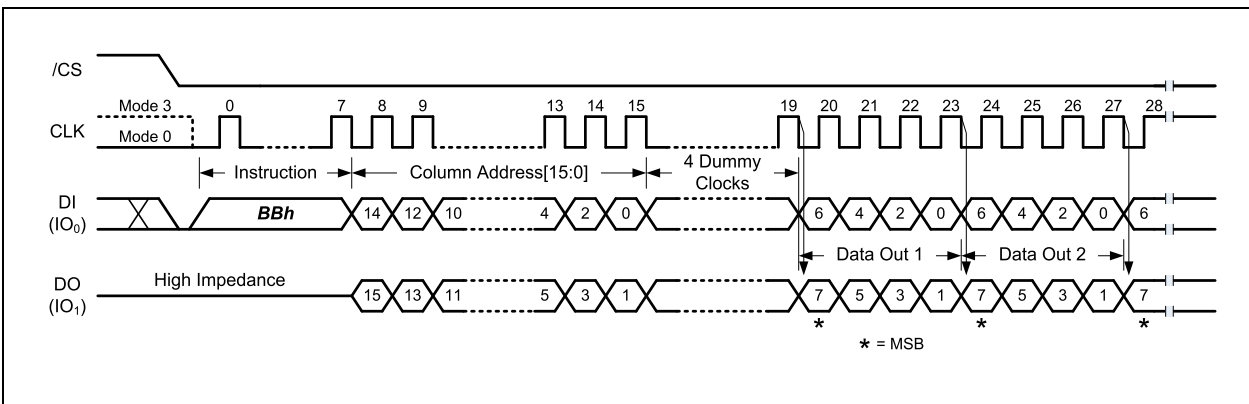 /CS
Mode 3
0 7 8 9 13 14 15 19 20 21 22 23 24 25 26 27 28
CLK
Mode 0
Instruction Column Address[15:0] 4 Dummy Clocks
DI
(IO₀)
BBh 14 12 10 4 2 0 6 4 2 0 6 4 2 0 6
Data Out 1 Data Out 2
High Impedance
DO
(IO₁)
15 13 11 5 3 1 7 5 3 1 7 5 3 1 7
* * *
* = MSB